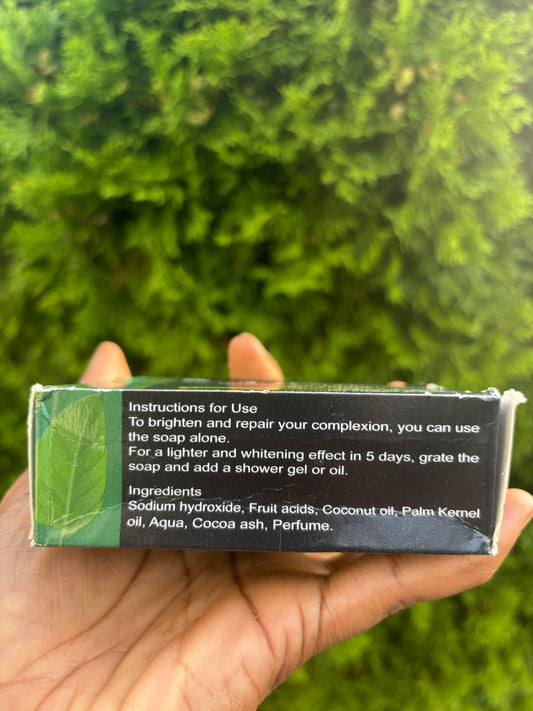 Instructions for Use
To brighten and repair your complexion, you can use
the soap alone.
For a lighter and whitening effect in 5 days, grate the
soap and add a shower gel or oil.
Ingredients
Sodium hydroxide, Fruit acids, Coconut oil, Palm Kernel
oil, Aqua, Cocoa ash, Perfume.